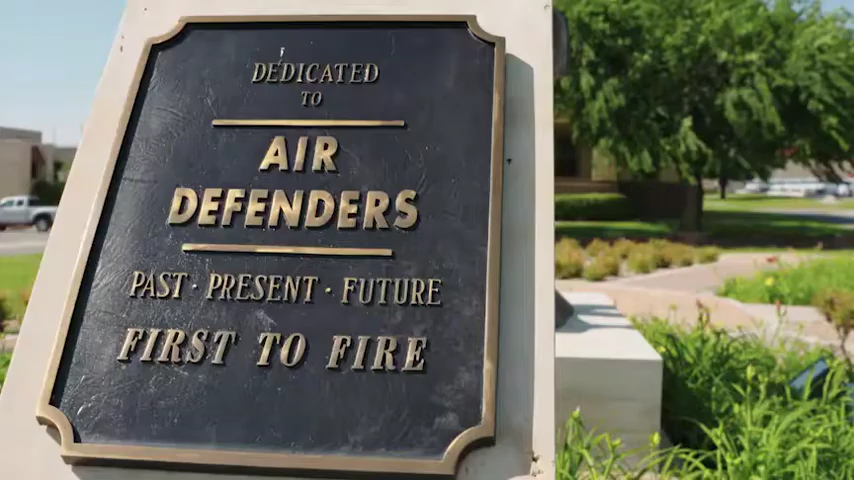 DEDICATED
TO
AIR
DEFENDERS
PAST · PRESENT · FUTURE
FIRST TO FIRE